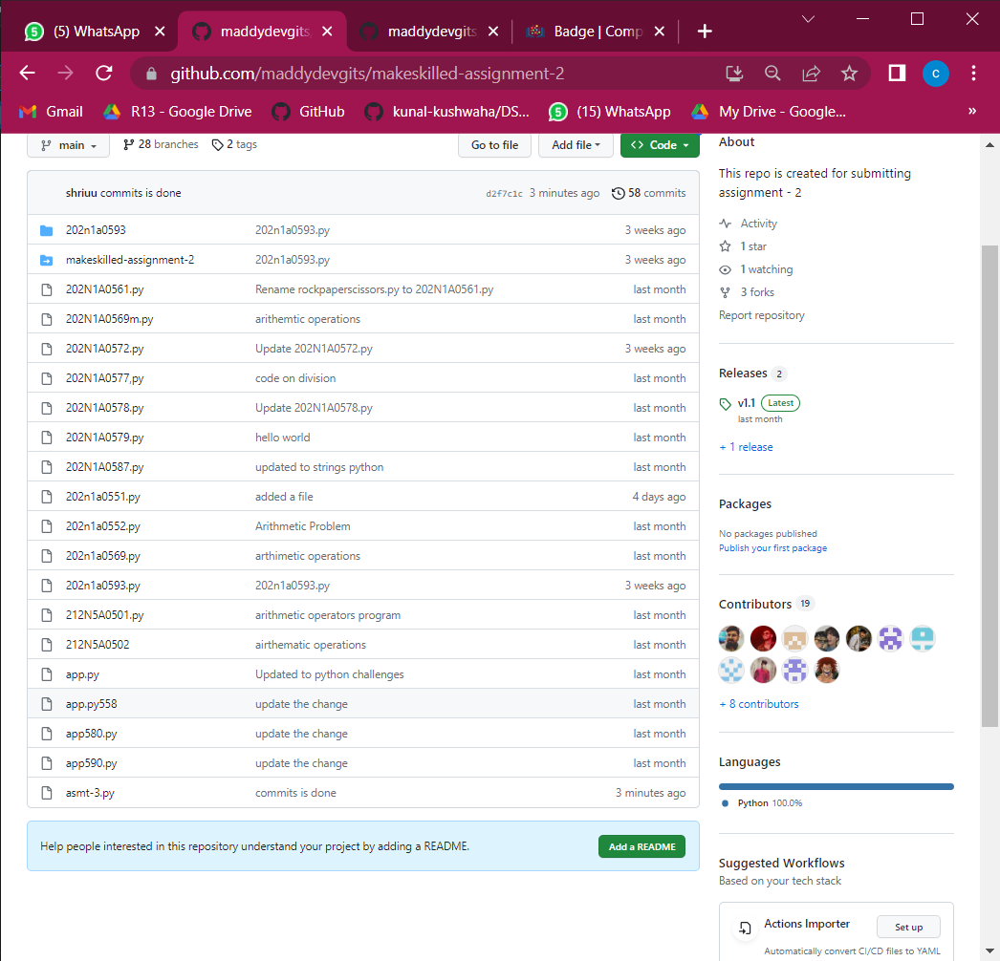 (5) WhatsApp
maddydevgits
maddydevgits
Badge | Comp
github.com/maddydevgits/makeskilled-assignment-2
C
Gmail
R13 - Google Drive
GitHub
kunal-kushwaha/DS...
5
(15) WhatsApp
My Drive - Google...
»
main
28 branches
2 tags
Go to file
Add file
Code
shriuu commits is done
d2f7c1c
3 minutes ago
58 commits
202n1a0593
202n1a0593.py
3 weeks ago
makeskilled-assignment-2
202n1a0593.py
3 weeks ago
202N1A0561.py
Rename rockpaperscissors.py to 202N1A0561.py
last month
202N1A0569m.py
arithemtic operations
last month
202N1A0572.py
Update 202N1A0572.py
3 weeks ago
202N1A0577,py
code on division
last month
202N1A0578.py
Update 202N1A0578.py
last month
202N1A0579.py
hello world
last month
202N1A0587.py
updated to strings python
last month
202n1a0551.py
added a file
4 days ago
202n1a0552.py
Arithmetic Problem
last month
202n1a0569.py
arthimetic operations
last month
202n1a0593.py
202n1a0593.py
3 weeks ago
212N5A0501.py
arithmetic operators program
last month
212N5A0502
airthematic operations
last month
app.py
Updated to python challenges
last month
app.py558
update the change
last month
app580.py
update the change
last month
app590.py
update the change
last month
asmt-3.py
commits is done
3 minutes ago
Help people interested in this repository understand your project by adding a README.
Add a README
About
This repo is created for submitting
assignment - 2
Activity
1 star
1 watching
3 forks
Report repository
Releases 2
v1.1 Latest
last month
+ 1 release
Packages
No packages published
Publish your first package
Contributors 19
+ 8 contributors
Languages
Python 100.0%
Suggested Workflows
Based on your tech stack
Actions Importer
Set up
Automatically convert CI/CD files to YAML